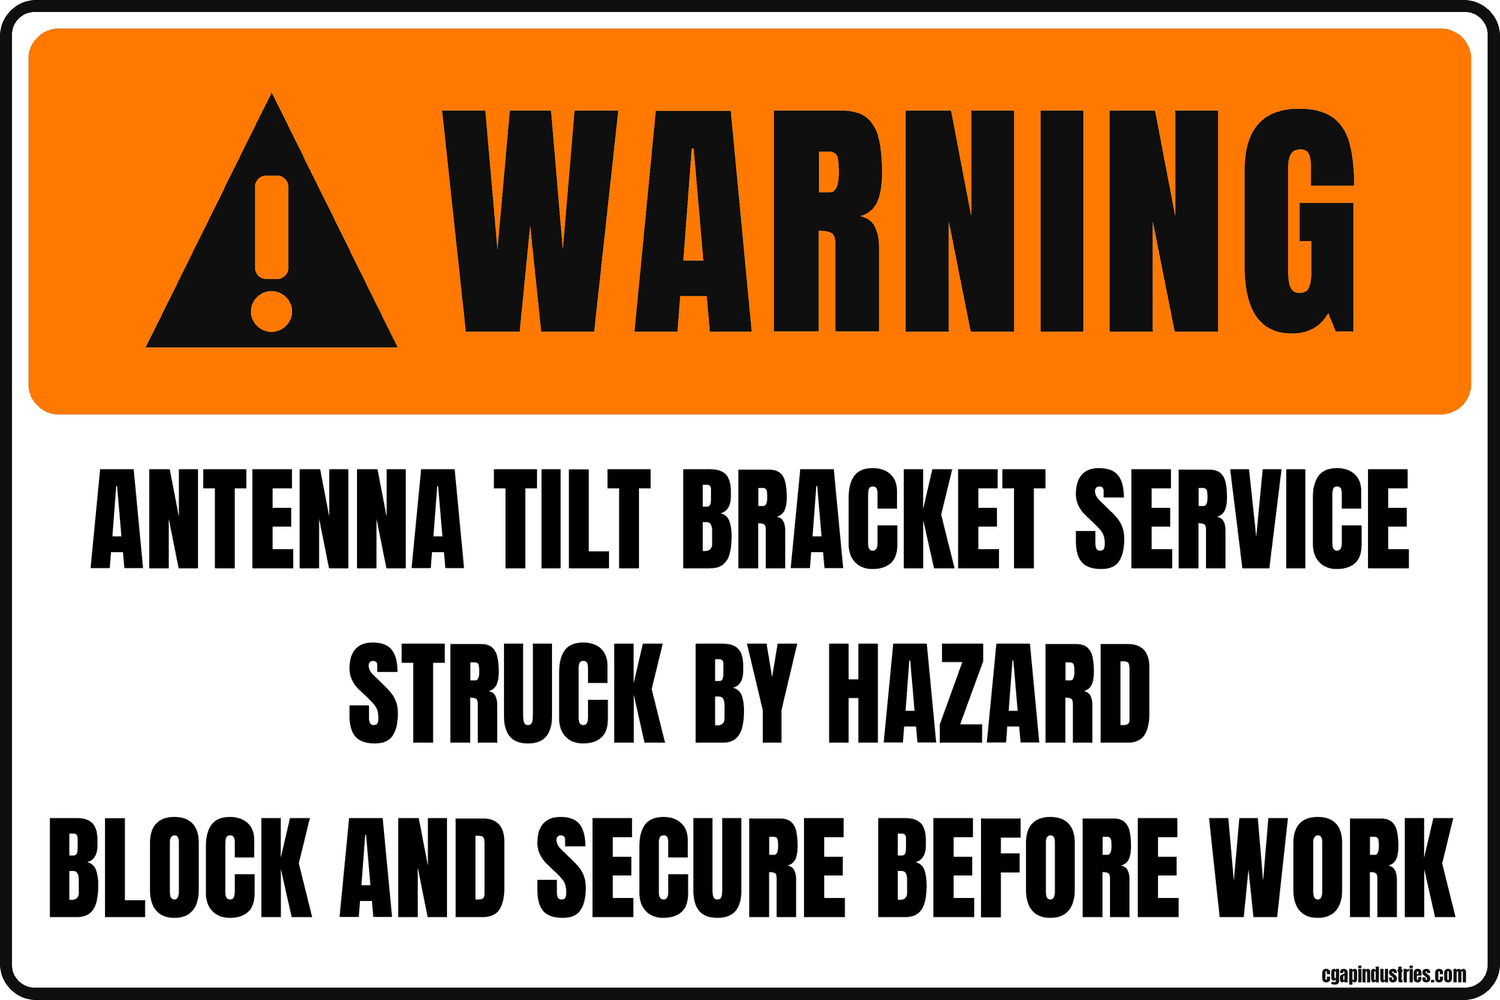 WARNING
ANTENNA TILT BRACKET SERVICE
STRUCK BY HAZARD
BLOCK AND SECURE BEFORE WORK
cgapindustries.com